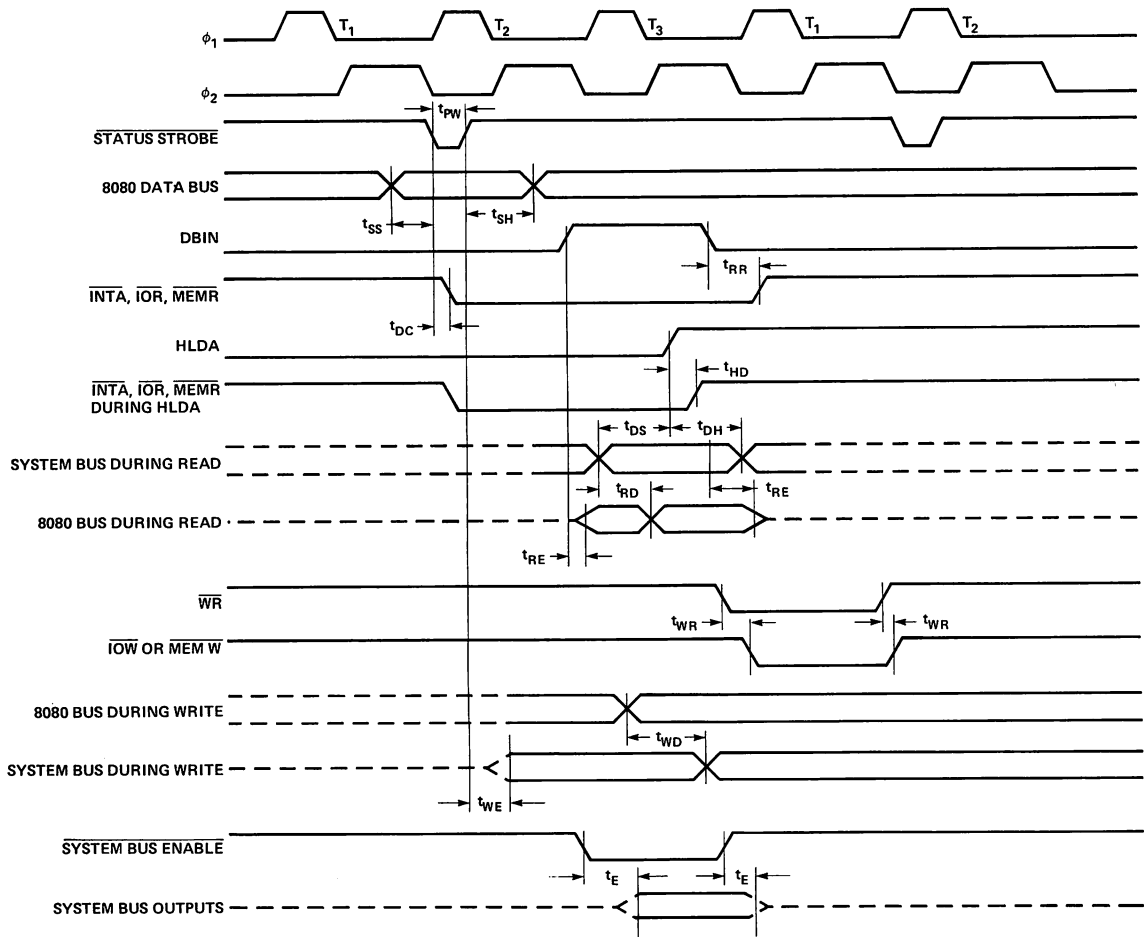 ϕ1 T1 T2 T3 T1 T2
ϕ2
tPW
STATUS STROBE
8080 DATA BUS
tSS tSH
DBIN
tRR
INTA, IOR, MEMR
tDC
HLDA
tHD
INTA, IOR, MEMR
DURING HLDA
tDS tDH
SYSTEM BUS DURING READ
tRD tRE
8080 BUS DURING READ
tRE
WR
tWR tWR
IOW OR MEM W
8080 BUS DURING WRITE
tWD
SYSTEM BUS DURING WRITE
tWE
SYSTEM BUS ENABLE
tE tE
SYSTEM BUS OUTPUTS